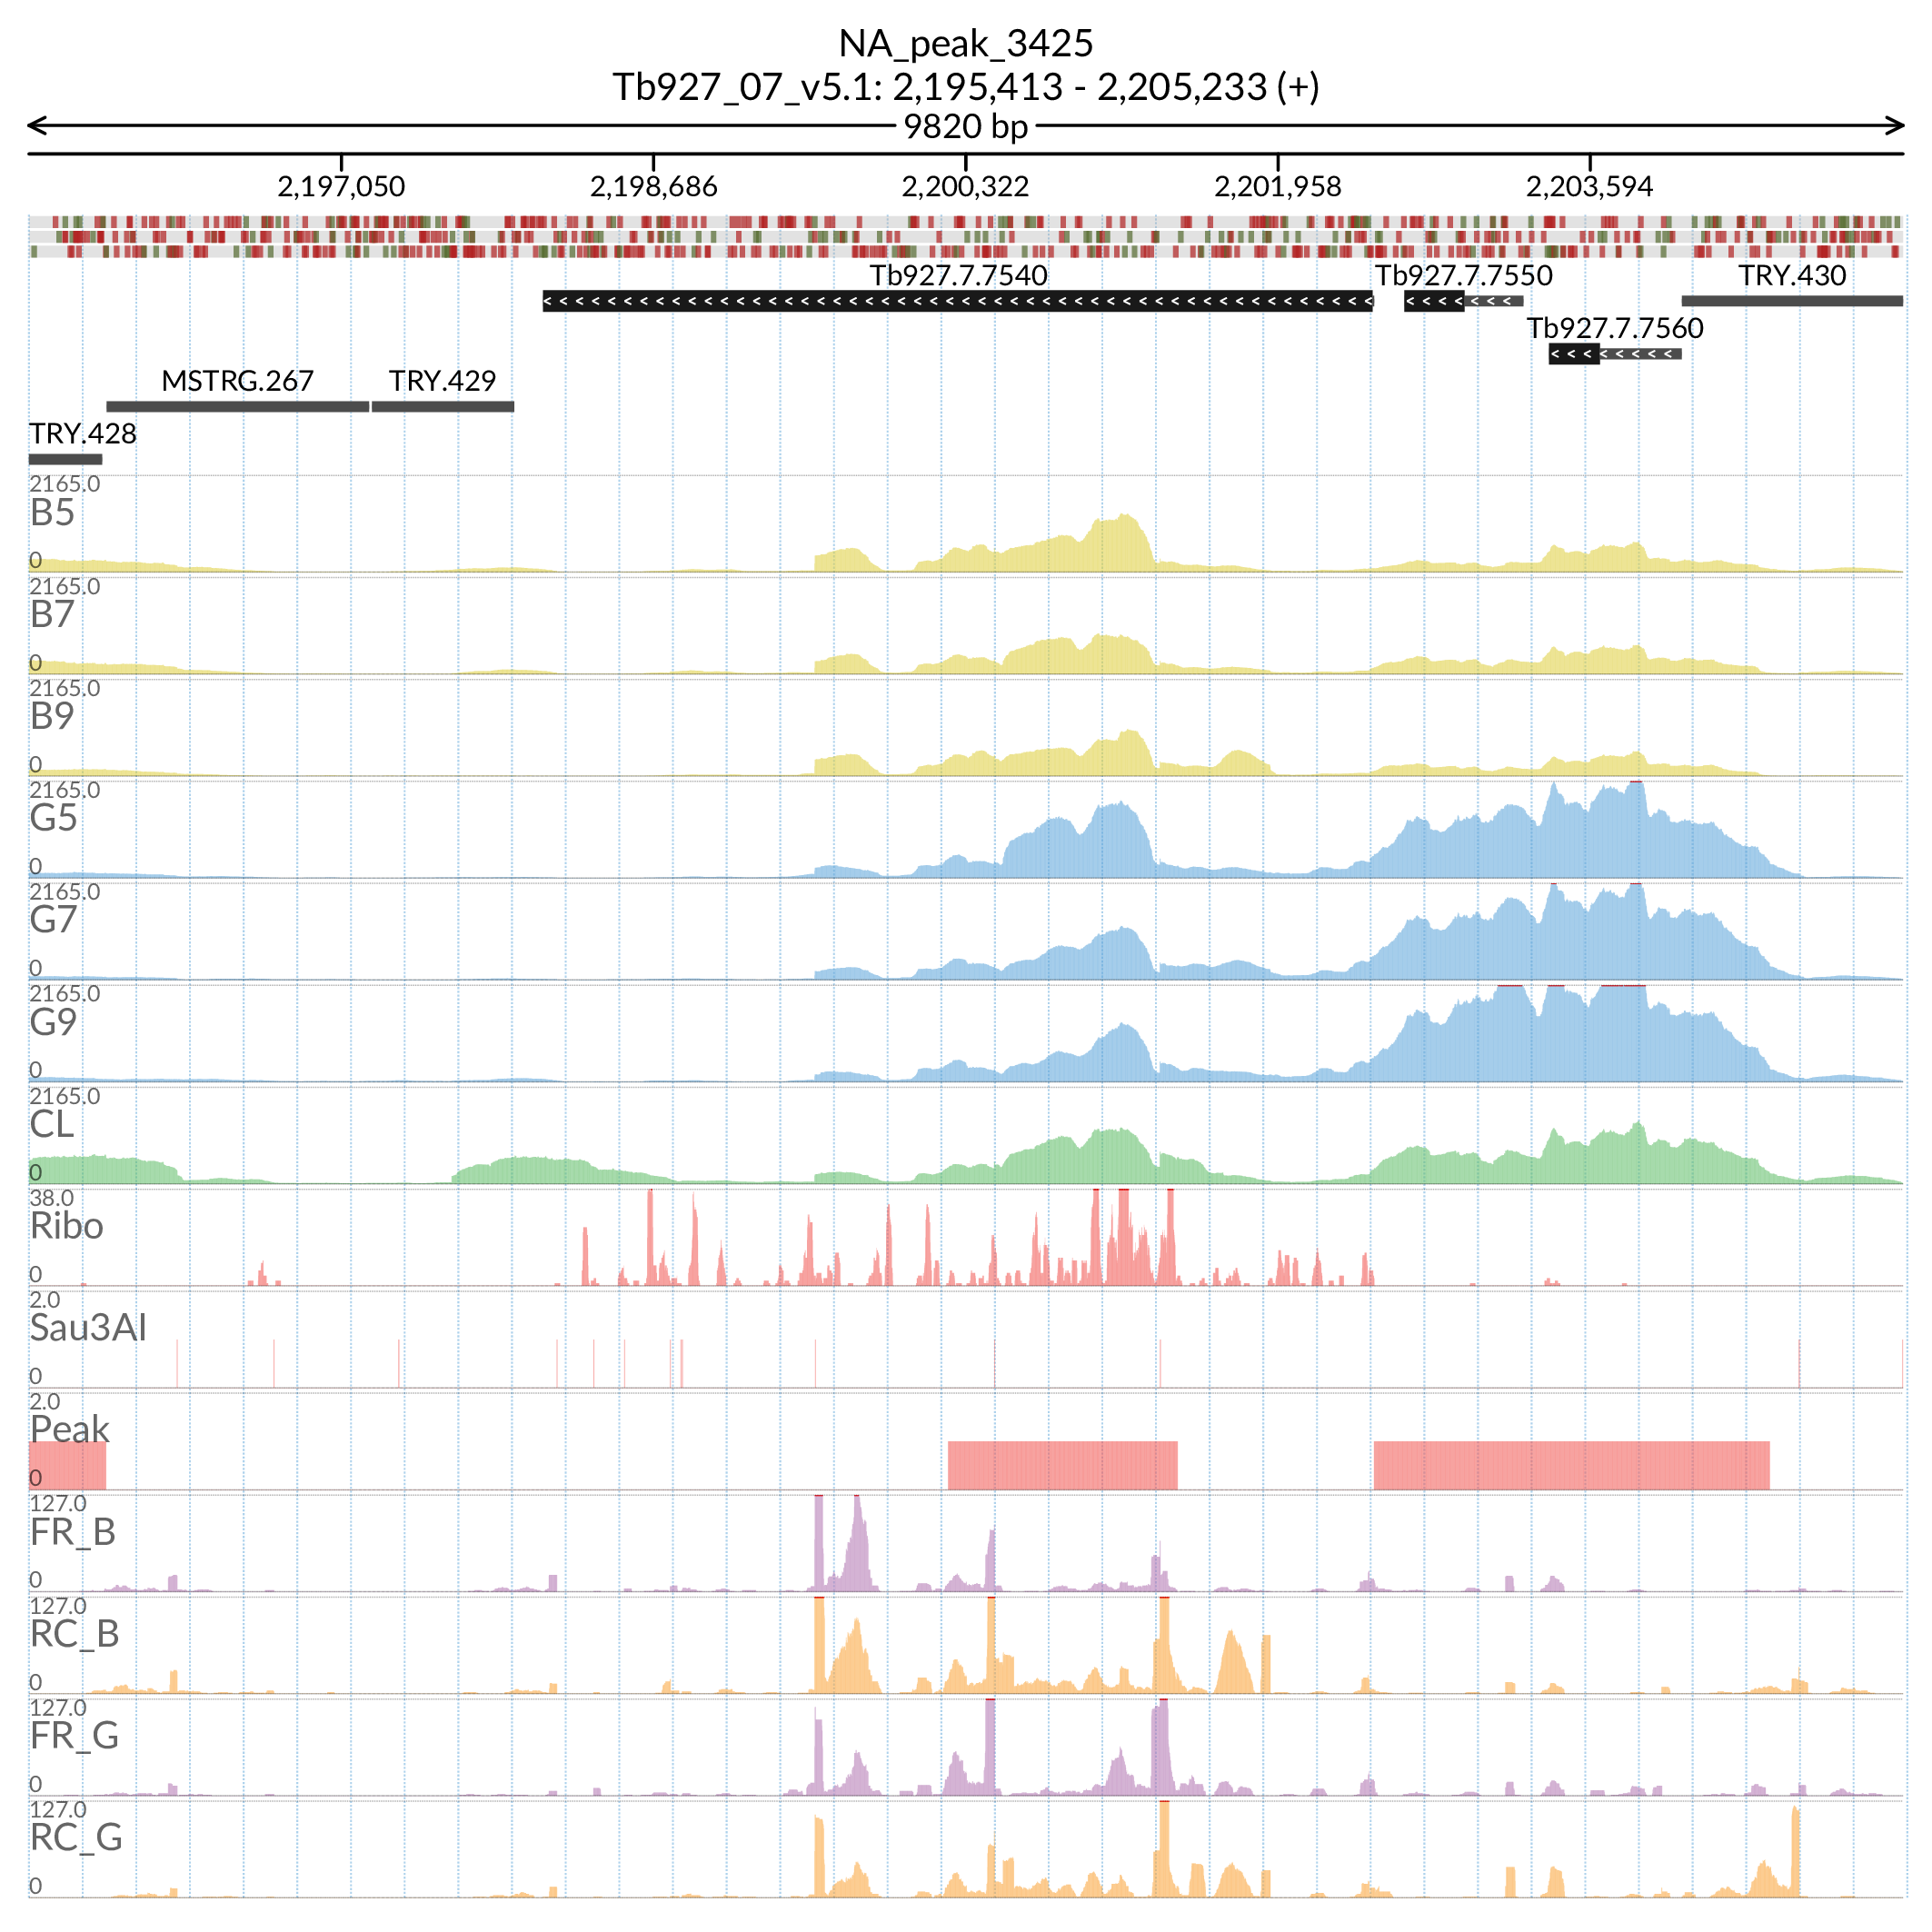 NA_peak_3425
Tb927_07_v5.1: 2,195,413 - 2,205,233 (+)
9820 bp
2,197,050 2,198,686 2,200,322 2,201,958 2,203,594
Tb927.7.7540 Tb927.7.7550 TRY.430
Tb927.7.7560
MSTRG.267 TRY.429
TRY.428
2165.0
B5
0
2165.0
B7
0
2165.0
B9
0
2165.0
G5
0
2165.0
G7
0
2165.0
G9
0
2165.0
CL
0
38.0
Ribo
0
2.0
Sau3AI
0
2.0
Peak
0
127.0
FR_B
0
127.0
RC_B
0
127.0
FR_G
0
127.0
RC_G
0